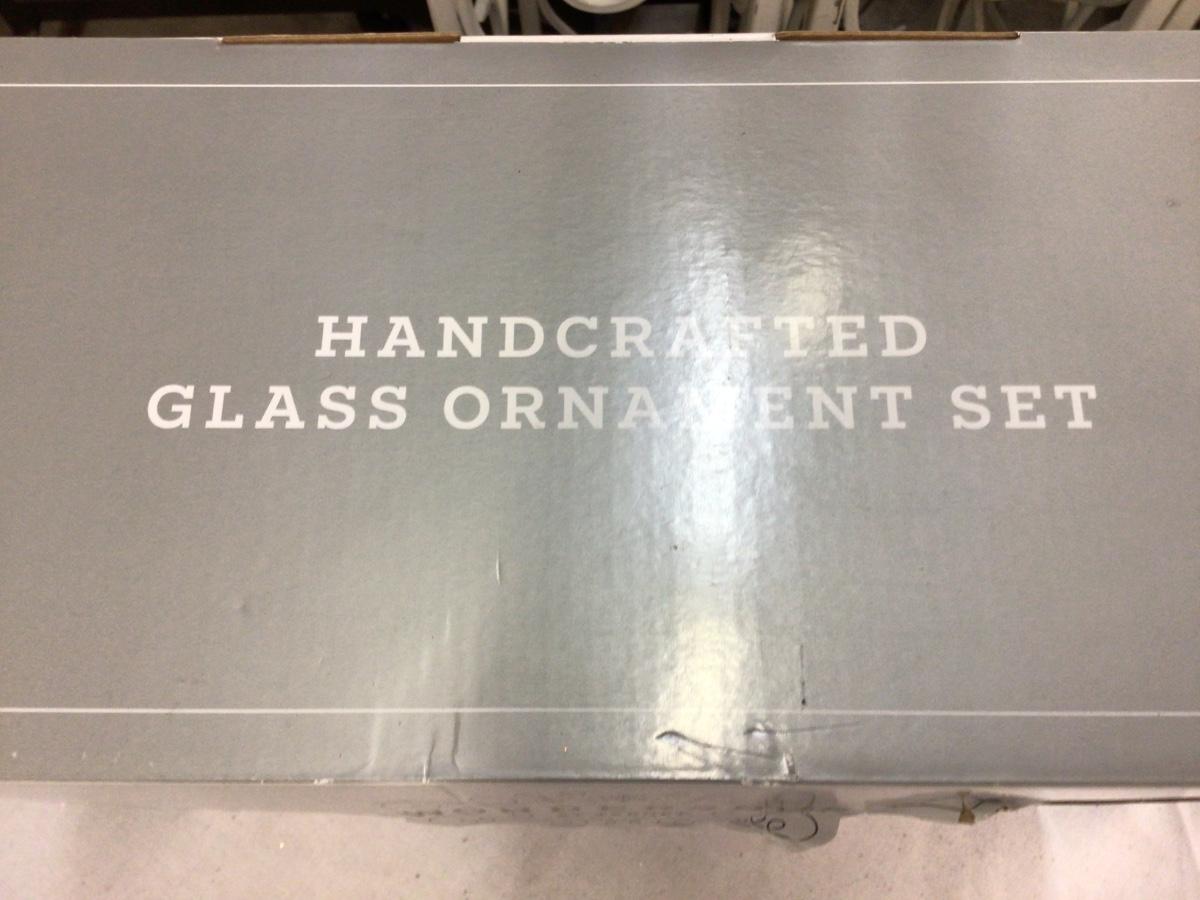 HANDCRAFTED
GLASS ORNAMENT SET